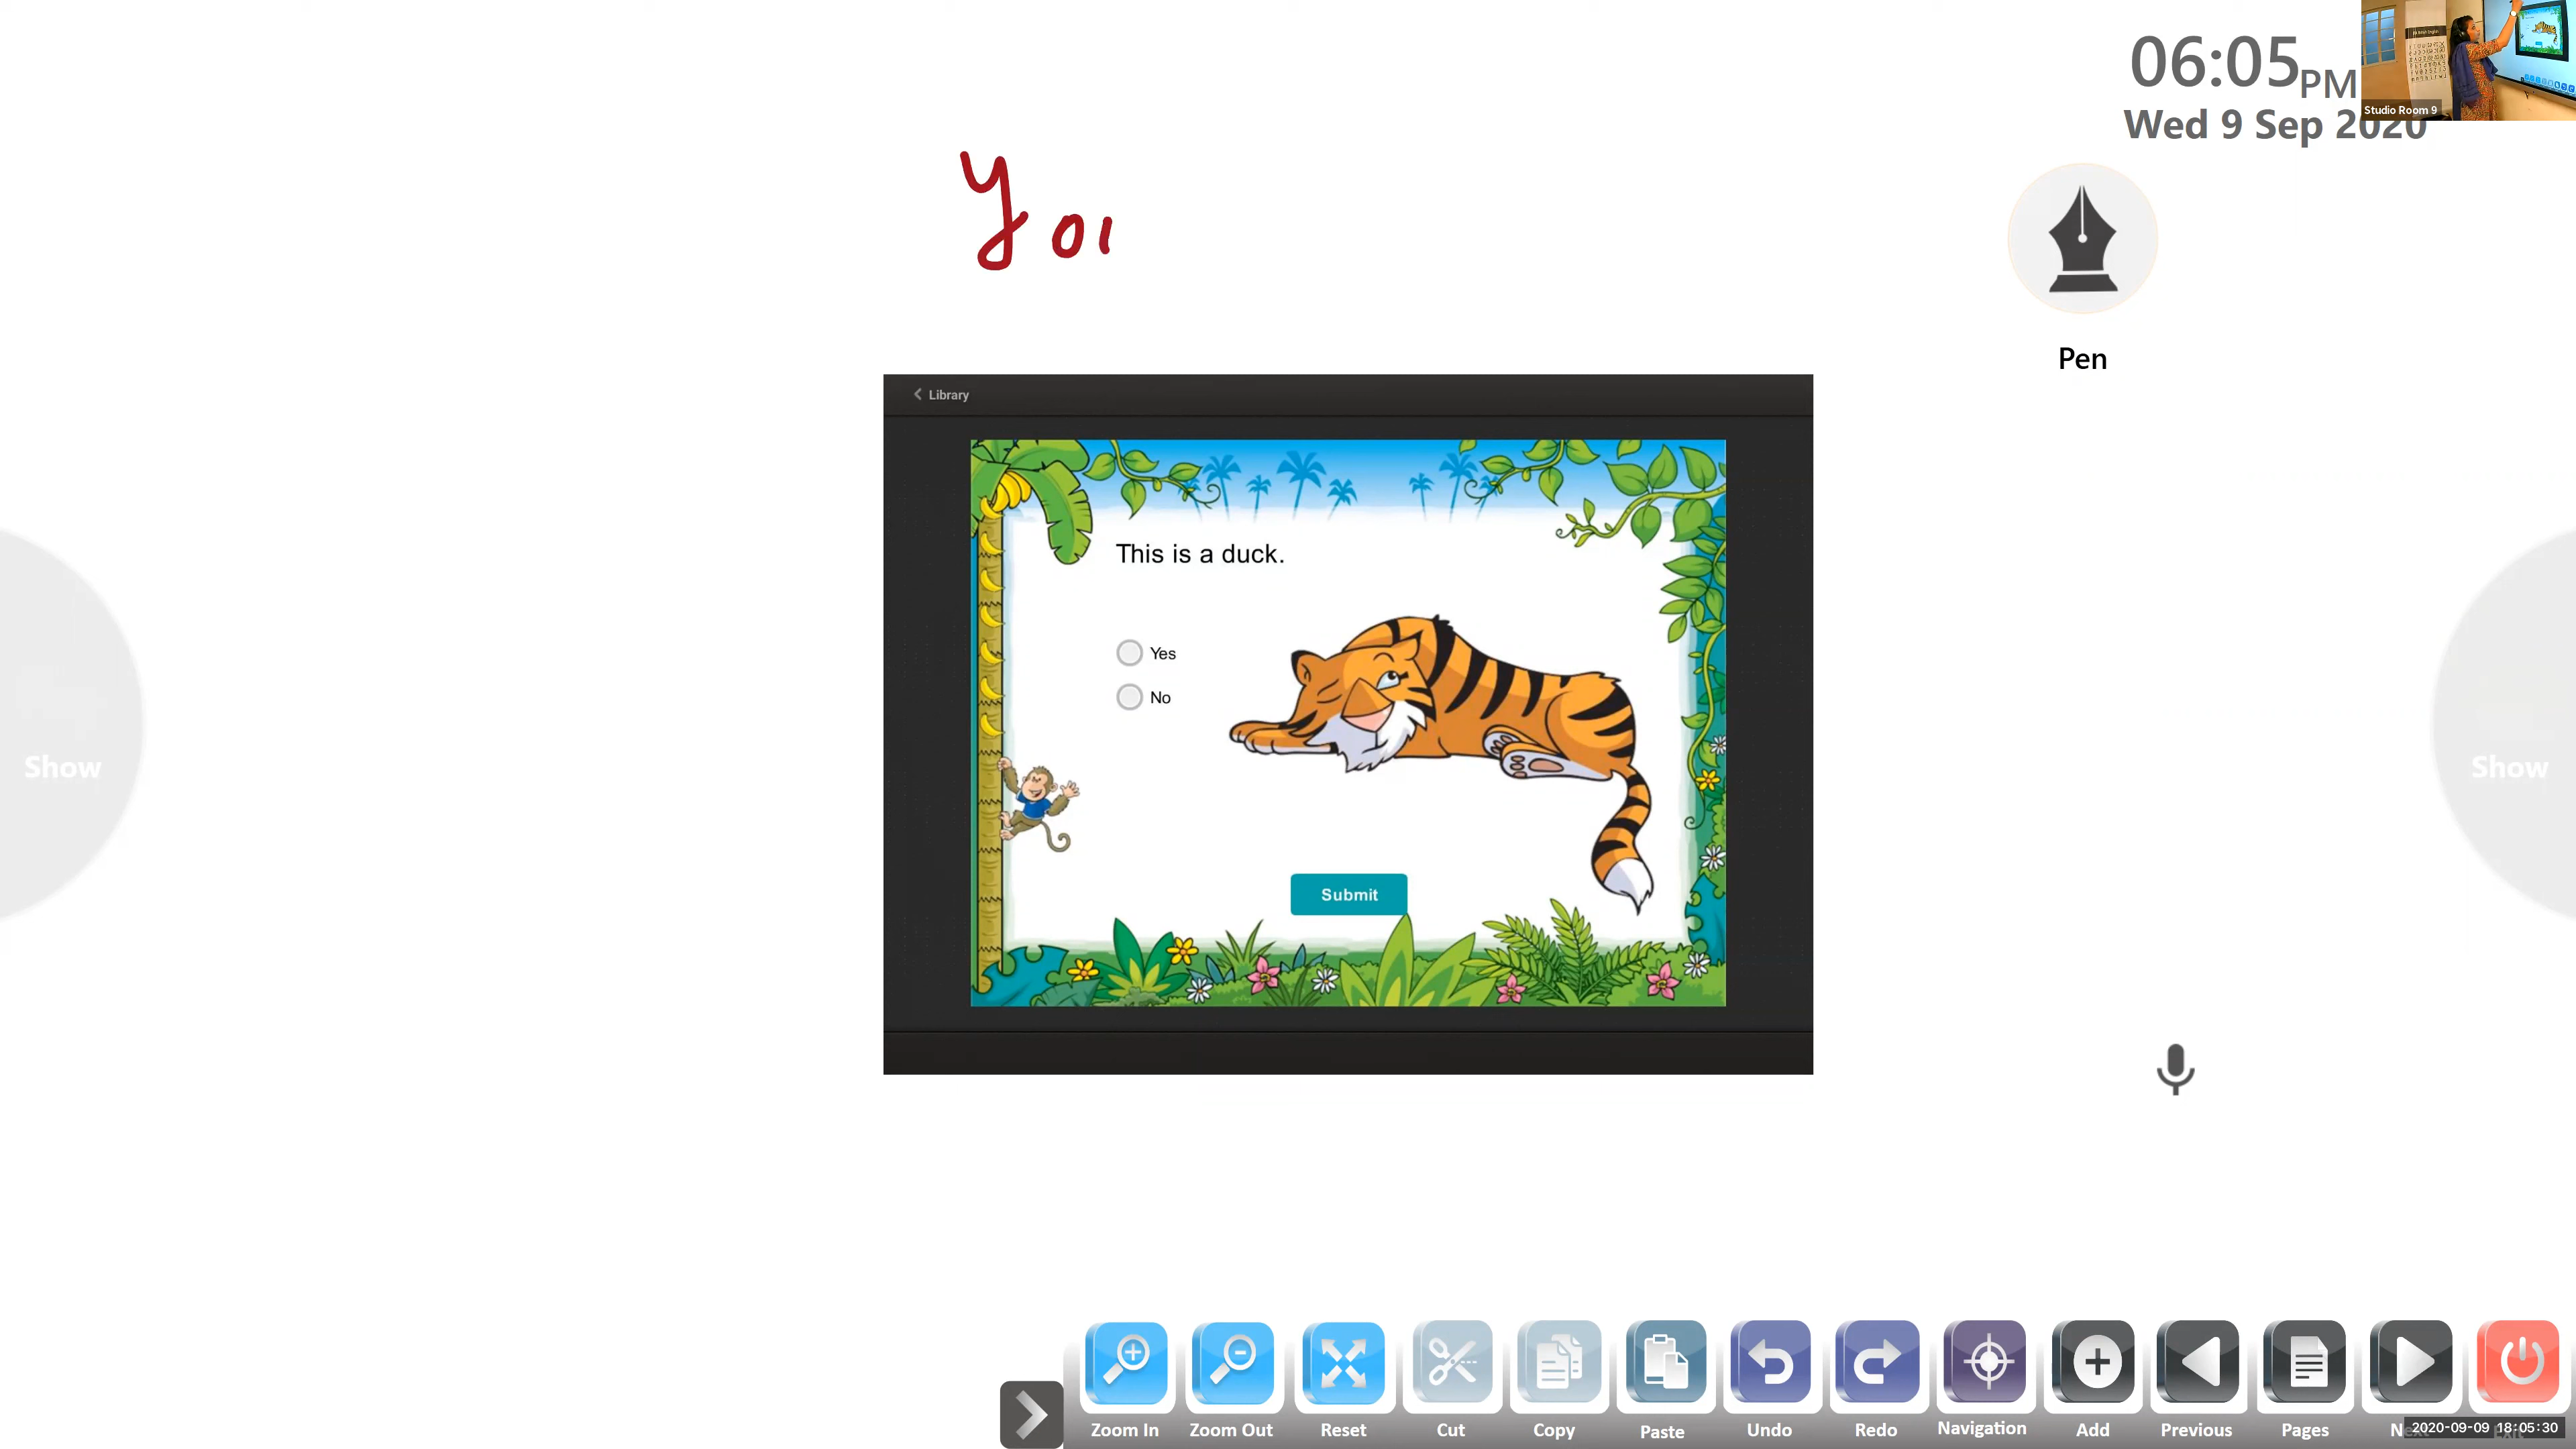 06:05PM
Wed 9 Sep 2020
Studio Room 9
Pen
Library
This is a duck.
Yes
No
Submit
Show
Show
Zoom In
Zoom Out
Reset
Cut
Copy
Paste
Undo
Redo
Navigation
Add
Previous
Pages
2020-09-09 18:05:30